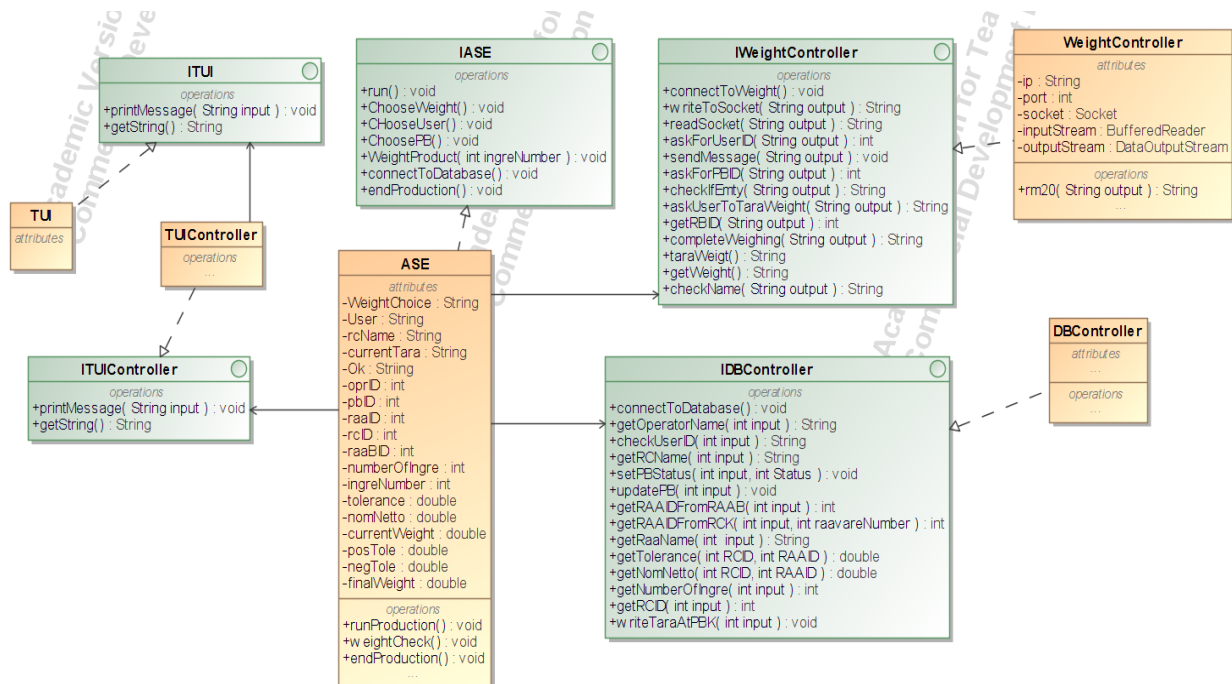 ITUI
operations
+printMessage( String input ) : void
+getString() : String
TUI
attributes
TUIController
operations
...
ITUIController
operations
+printMessage( String input ) : void
+getString() : String
IASE
operations
+run() : void
+ChooseWeight() : void
+CHooseUser() : void
+ChoosePB() : void
+WeightProduct( int ingreNumber ) : void
+connectToDatabase() : void
+endProduction() : void
ASE
attributes
-WeightChoice : String
-User : String
-rcName : String
-currentTara : String
-Ok : Striing
-oprID : int
-pbID : int
-raaID : int
-rcID : int
-raaBID : int
-numberOfIngre : int
-ingreNumber : int
-tolerance : double
-nomNetto : double
-currentWeight : double
-posTole : double
-negTole : double
-finalWeight : double
operations
+runProduction() : void
+weightCheck() : void
+endProduction() : void
...
IWeightController
operations
+connectToWeight() : void
+writeToSocket( String output ) : String
+readSocket( String output ) : String
+askForUserID( String output ) : int
+sendMessage( String output ) : void
+askForPBID( String output ) : int
+checkIfEmty( String output ) : String
+askUserToTaraWeight( String output ) : String
+getRBID( String output ) : int
+completeWeighing( String output ) : String
+taraWeigt() : String
+getWeight() : String
+checkName( String output ) : String
WeightController
attributes
-ip : String
-port : int
-socket : Socket
-inputStream : BufferedReader
-outputStream : DataOutputStream
operations
+rm20( String output ) : String
...
IDBController
operations
+connectToDatabase() : void
+getOperatorName( int input ) : String
+checkUserID( int input ) : String
+getRCName( int input ) : String
+setPBStatus( int input, int Status ) : void
+updatePB( int input ) : void
+getRAAIDFromRAAB( int input ) : int
+getRAAIDFromRCK( int input, int raavareNumber ) : int
+getRaaName( int input ) : String
+getTolerance( int RCID, int RAAID ) : double
+getNomNetto( int RCID, int RAAID ) : double
+getNumberOfIngre( int input ) : int
+getRCID( int input ) : int
+writeTaraAtPBK( int input ) : void
DBController
attributes
...
operations
...